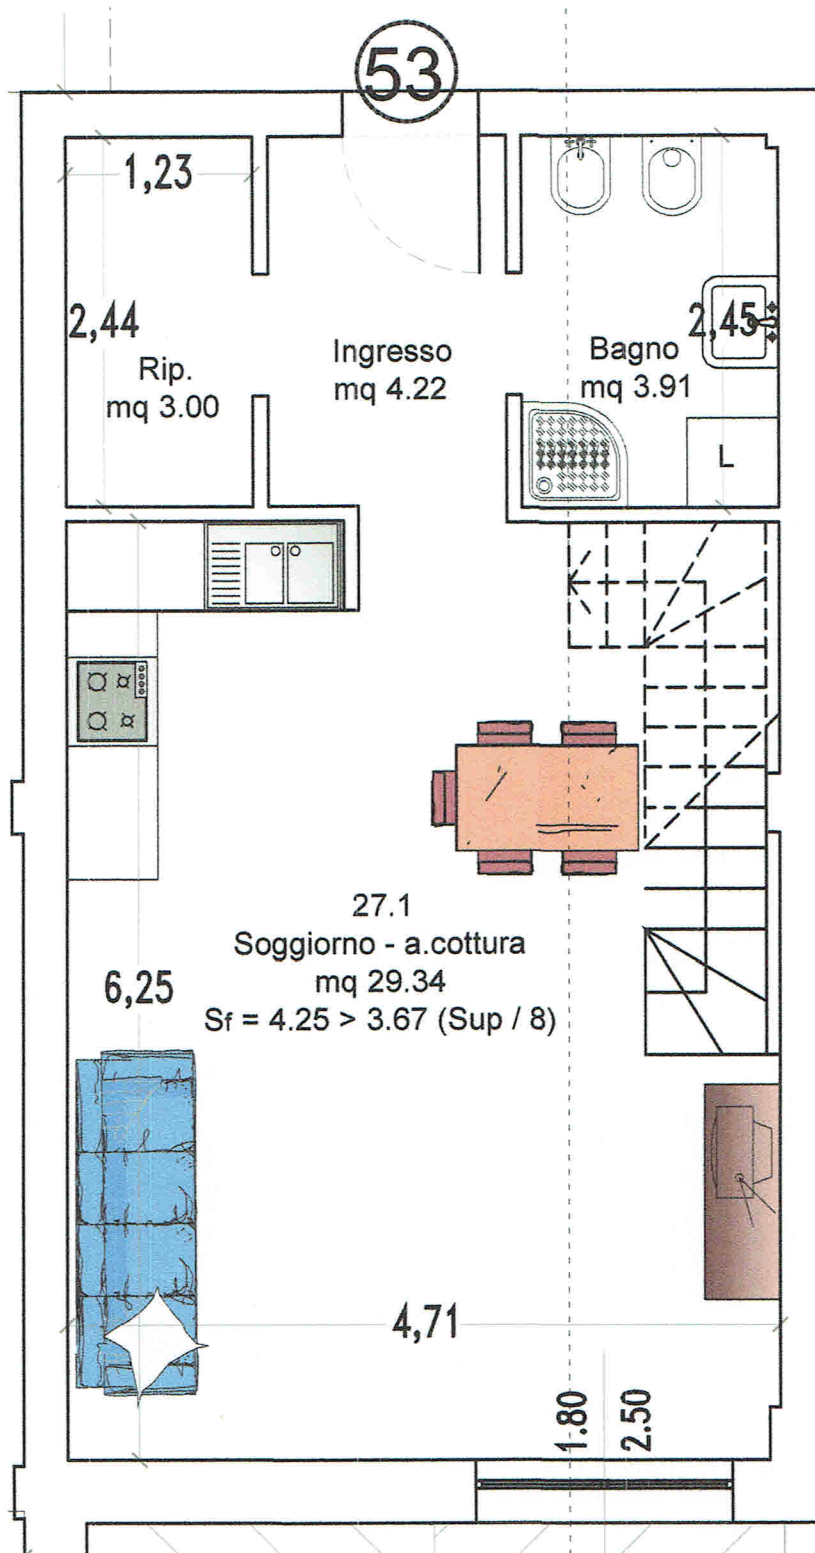 53
1,23
2,44
Rip.
mq 3.00
Ingresso
mq 4.22
Bagno
mq 3.91
2,45
L
27.1
Soggiorno - a.cottura
mq 29.34
Sf = 4.25 > 3.67 (Sup / 8)
6,25
4,71
1.80
2.50